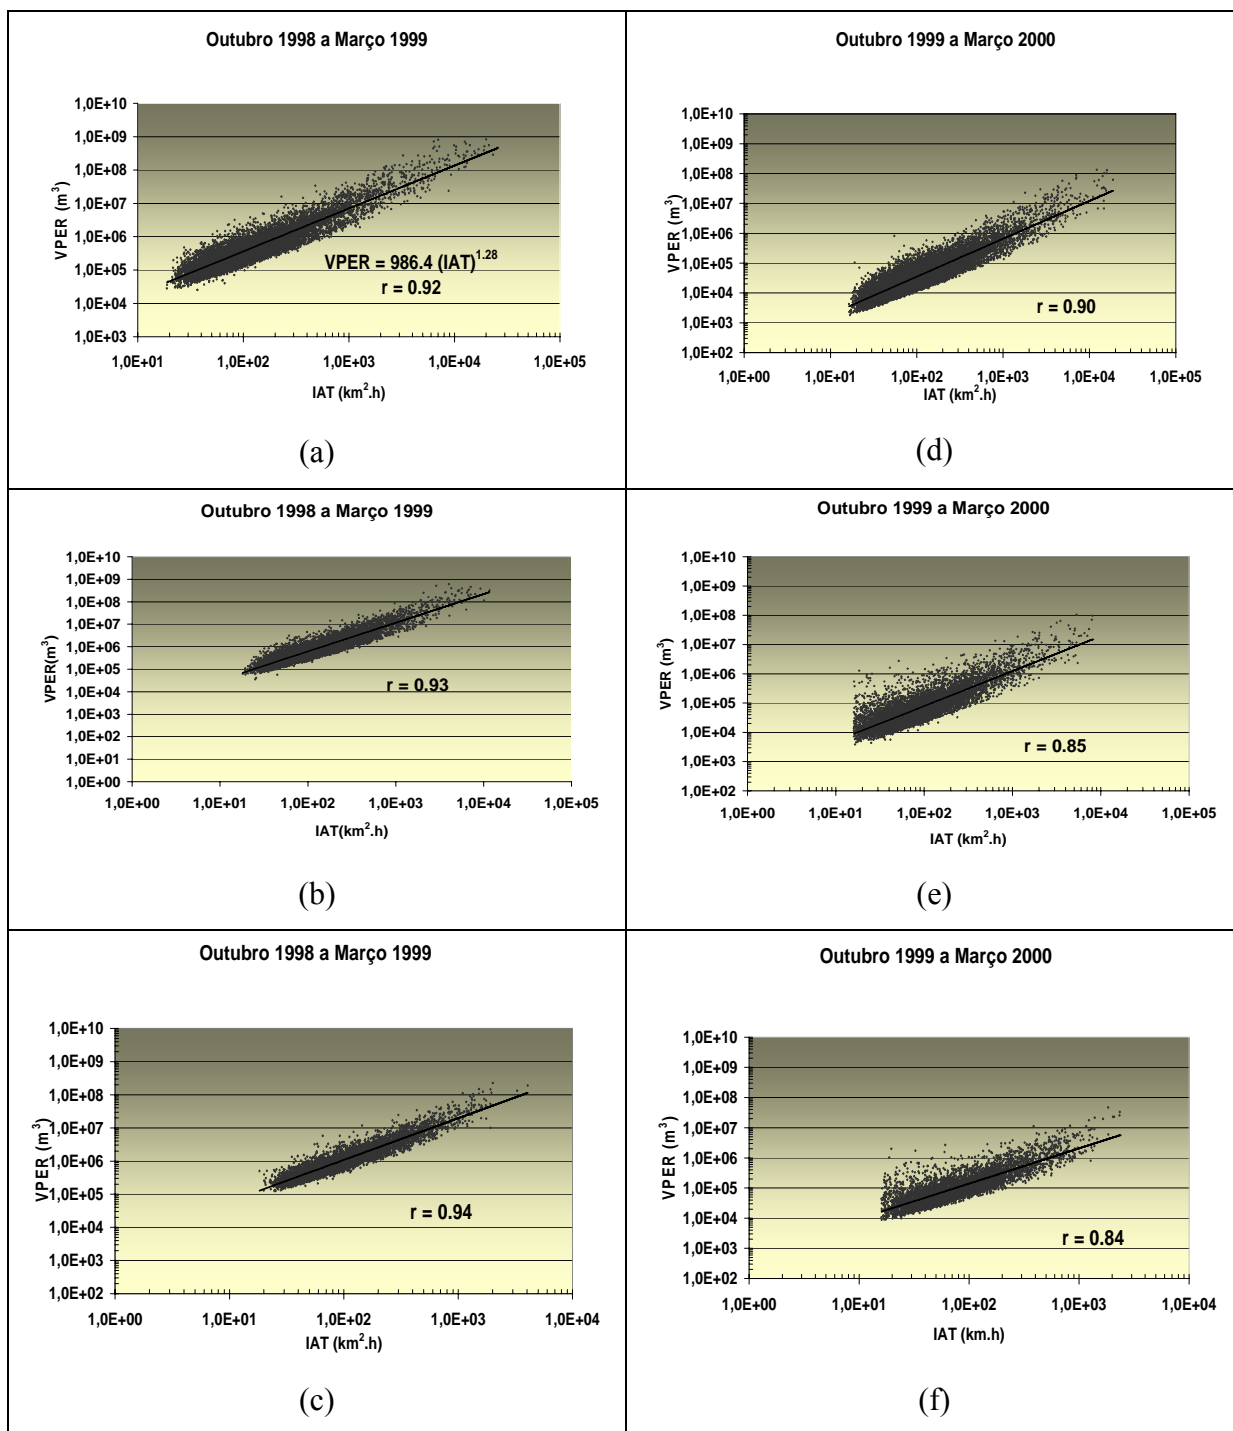 Outubro 1998 a Março 1999
1,0E+10
1,0E+09
1,0E+08
1,0E+07
1,0E+06
1,0E+05
1,0E+04
1,0E+03
VPER (m³)
VPER = 986.4 (IAT)^1.28
r = 0.92
1,0E+01 1,0E+02 1,0E+03 1,0E+04 1,0E+05
IAT (km².h)
(a)
Outubro 1999 a Março 2000
1,0E+10
1,0E+09
1,0E+08
1,0E+07
1,0E+06
1,0E+05
1,0E+04
1,0E+03
1,0E+02
VPER (m³)
r = 0.90
1,0E+00 1,0E+01 1,0E+02 1,0E+03 1,0E+04 1,0E+05
IAT (km².h)
(d)
Outubro 1998 a Março 1999
1,0E+10
1,0E+09
1,0E+08
1,0E+07
1,0E+06
1,0E+05
1,0E+04
1,0E+03
1,0E+02
1,0E+01
1,0E+00
VPER(m³)
r = 0.93
1,0E+00 1,0E+01 1,0E+02 1,0E+03 1,0E+04 1,0E+05
IAT(km².h)
(b)
Outubro 1999 a Março 2000
1,0E+10
1,0E+09
1,0E+08
1,0E+07
1,0E+06
1,0E+05
1,0E+04
1,0E+03
1,0E+02
VPER (m³)
r = 0.85
1,0E+00 1,0E+01 1,0E+02 1,0E+03 1,0E+04 1,0E+05
IAT (km².h)
(e)
Outubro 1998 a Março 1999
1,0E+10
1,0E+09
1,0E+08
1,0E+07
1,0E+06
1,0E+05
1,0E+04
1,0E+03
1,0E+02
VPER (m³)
r = 0.94
1,0E+00 1,0E+01 1,0E+02 1,0E+03 1,0E+04
IAT (km².h)
(c)
Outubro 1999 a Março 2000
1,0E+10
1,0E+09
1,0E+08
1,0E+07
1,0E+06
1,0E+05
1,0E+04
1,0E+03
1,0E+02
VPER (m³)
r = 0.84
1,0E+00 1,0E+01 1,0E+02 1,0E+03 1,0E+04
IAT (km.h)
(f)